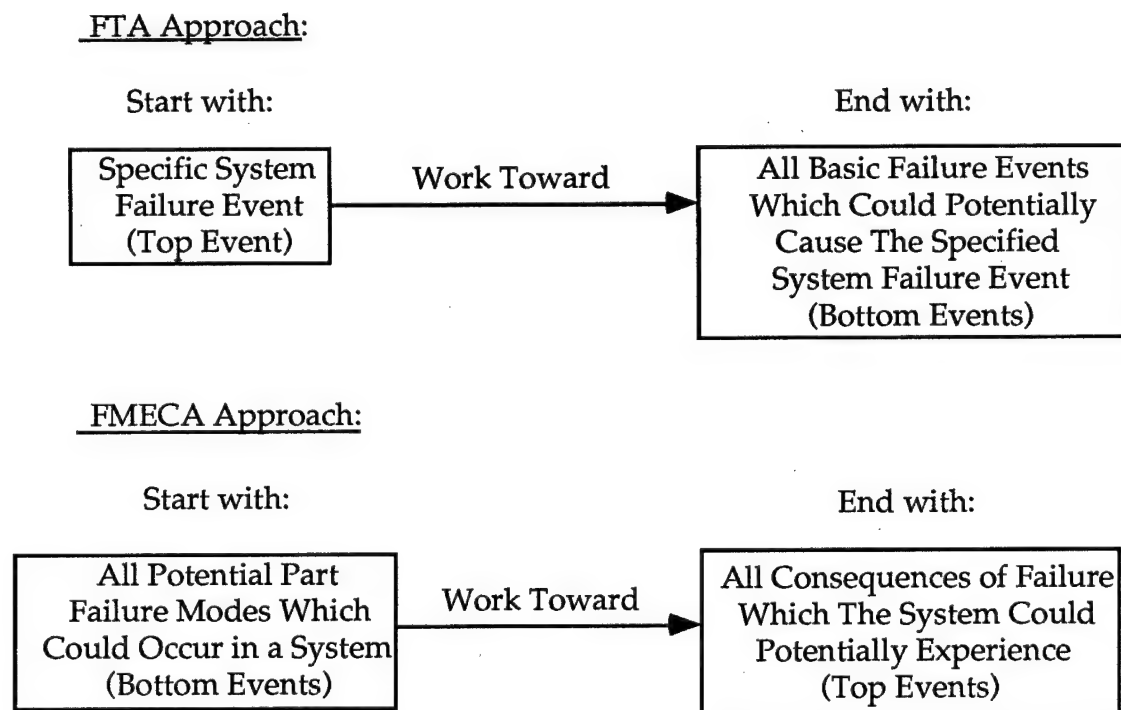 FTA Approach:
Start with:
End with:
Specific System
Failure Event
(Top Event)
Work Toward
All Basic Failure Events
Which Could Potentially
Cause The Specified
System Failure Event
(Bottom Events)
FMECA Approach:
Start with:
End with:
All Potential Part
Failure Modes Which
Could Occur in a System
(Bottom Events)
Work Toward
All Consequences of Failure
Which The System Could
Potentially Experience
(Top Events)